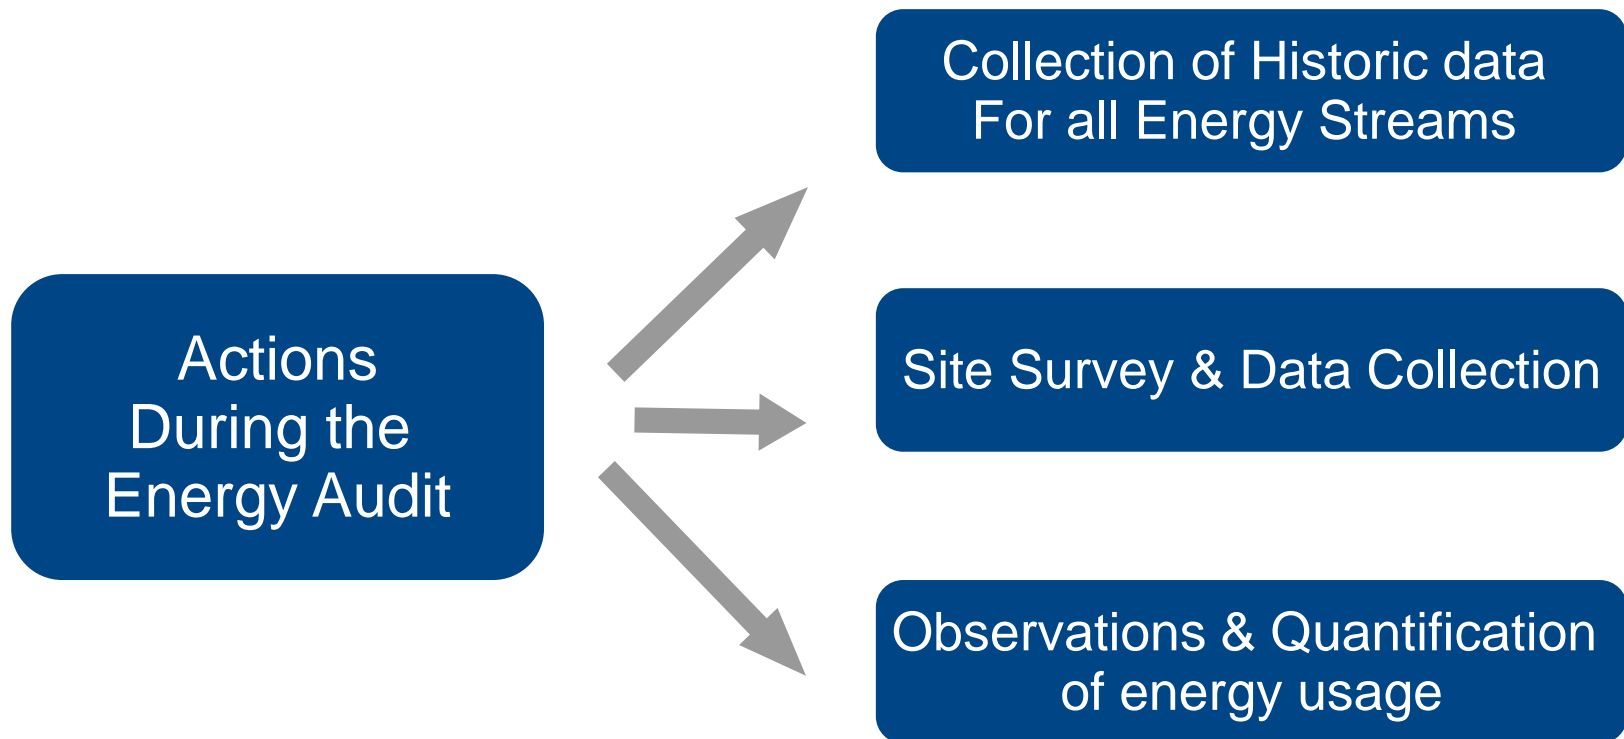 Collection of Historic data
For all Energy Streams
Actions
During the
Energy Audit
Site Survey & Data Collection
Observations & Quantification
of energy usage